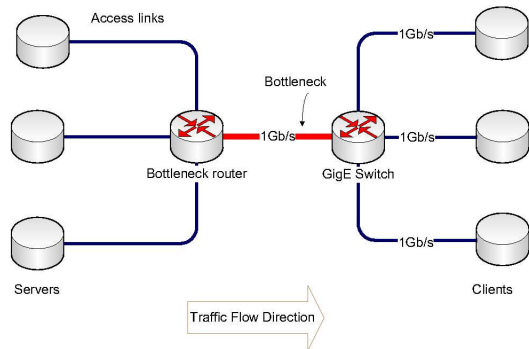 Access links
1Gb/s
Bottleneck
1Gb/s
1Gb/s
Bottleneck router
GigE Switch
1Gb/s
Servers
Clients
Traffic Flow Direction